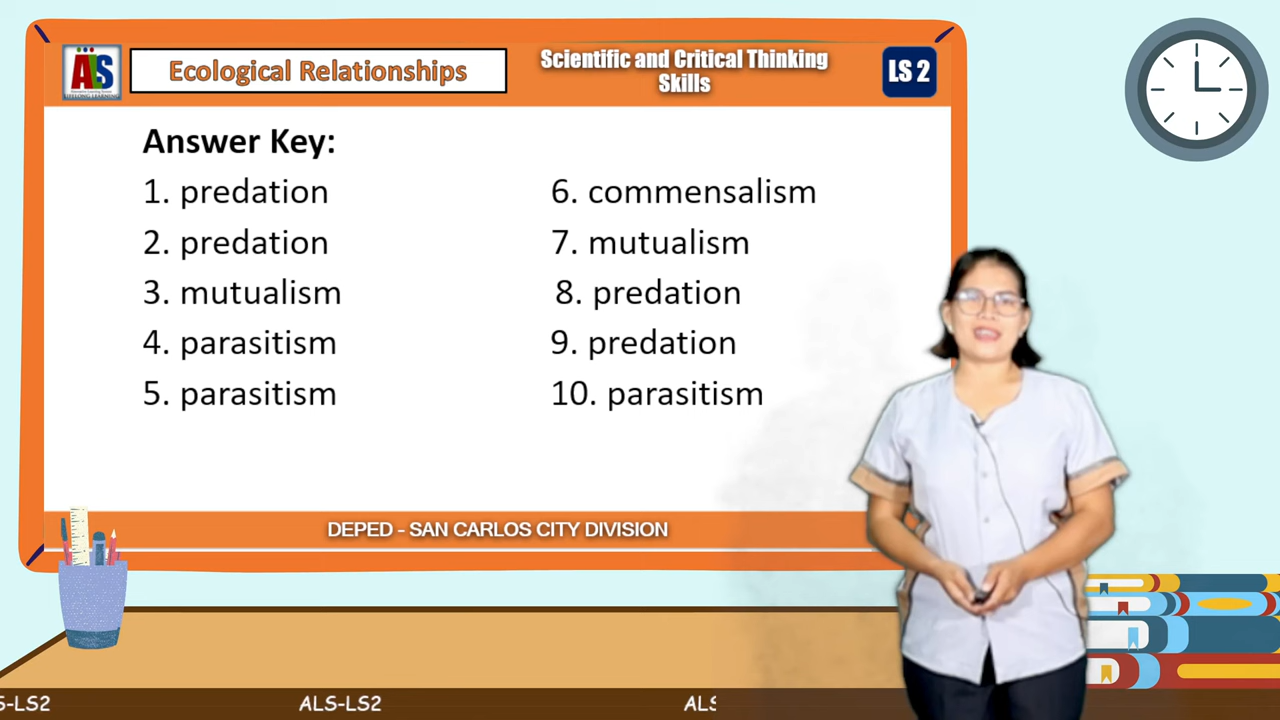 ALS
Ecological Relationships
Scientific and Critical Thinking
Skills
LS 2
Answer Key:
1. predation
2. predation
3. mutualism
4. parasitism
5. parasitism
6. commensalism
7. mutualism
8. predation
9. predation
10. parasitism
DEPED - SAN CARLOS CITY DIVISION
S-LS2
ALS-LS2
ALS